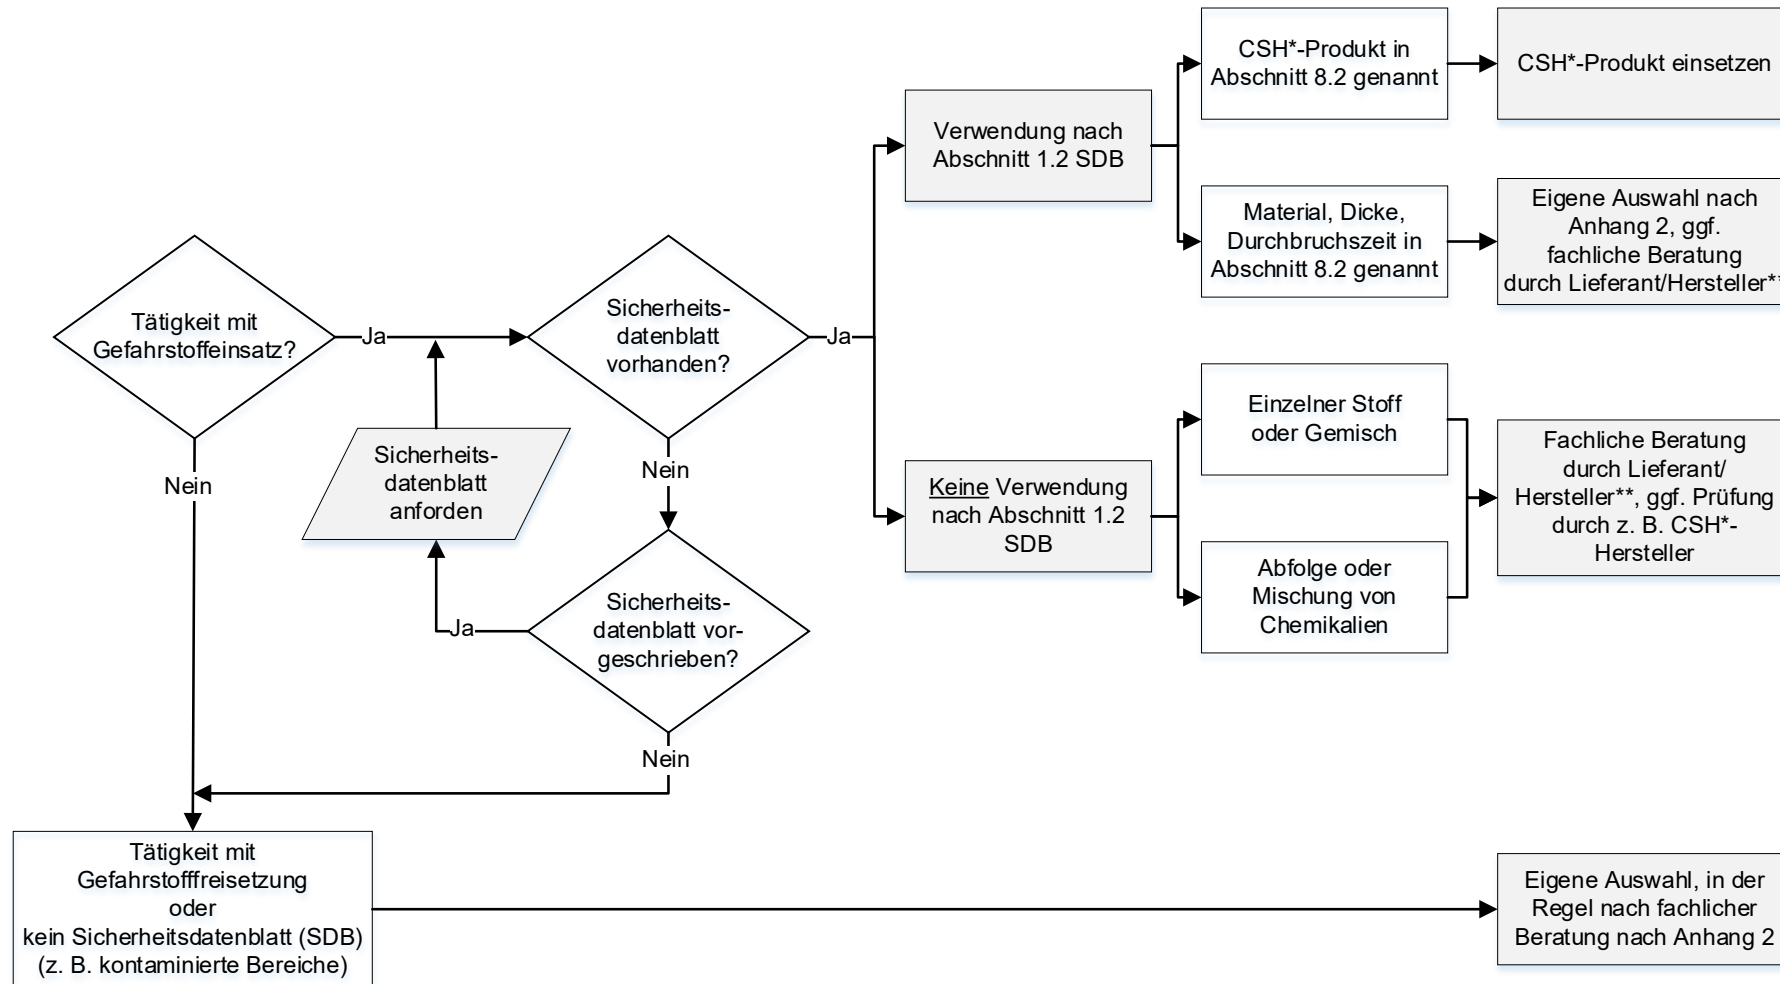 CSH*-Produkt in
Abschnitt 8.2 genannt
CSH*-Produkt einsetzen
Verwendung nach
Abschnitt 1.2 SDB
Material, Dicke,
Durchbruchszeit in
Abschnitt 8.2 genannt
Eigene Auswahl nach
Anhang 2, ggf.
fachliche Beratung
durch Lieferant/Hersteller**
Tätigkeit mit
Gefahrstoffeinsatz?
Ja
Sicherheits-
datenblatt
vorhanden?
Ja
Einzelner Stoff
oder Gemisch
Sicherheits-
datenblatt
anforden
Nein
Nein
Keine Verwendung
nach Abschnitt 1.2
SDB
Fachliche Beratung
durch Lieferant/
Hersteller**, ggf. Prüfung
durch z. B. CSH*-
Hersteller
Abfolge oder
Mischung von
Chemikalien
Ja
Sicherheits-
datenblatt vor-
geschrieben?
Nein
Tätigkeit mit
Gefahrstofffreisetzung
oder
kein Sicherheitsdatenblatt (SDB)
(z. B. kontaminierte Bereiche)
Eigene Auswahl, in der
Regel nach fachlicher
Beratung nach Anhang 2